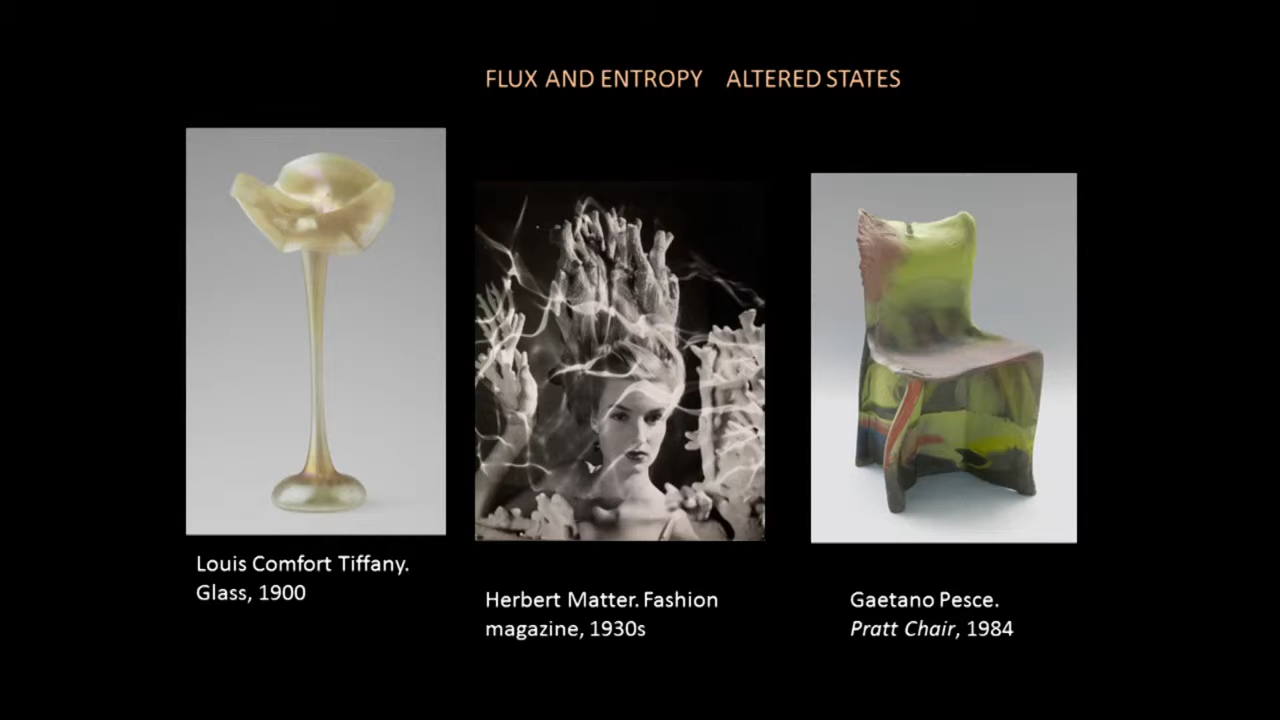 FLUX AND ENTROPY ALTERED STATES
Louis Comfort Tiffany.
Glass, 1900
Herbert Matter. Fashion
magazine, 1930s
Gaetano Pesce.
Pratt Chair, 1984